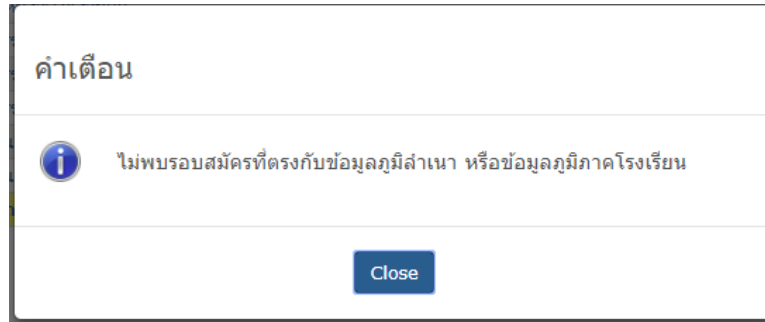 คำเตือน
ไม่พบรอบสมัครที่ตรงกับข้อมูลภูมิลำเนา หรือข้อมูลภูมิภาคโรงเรียน
Close